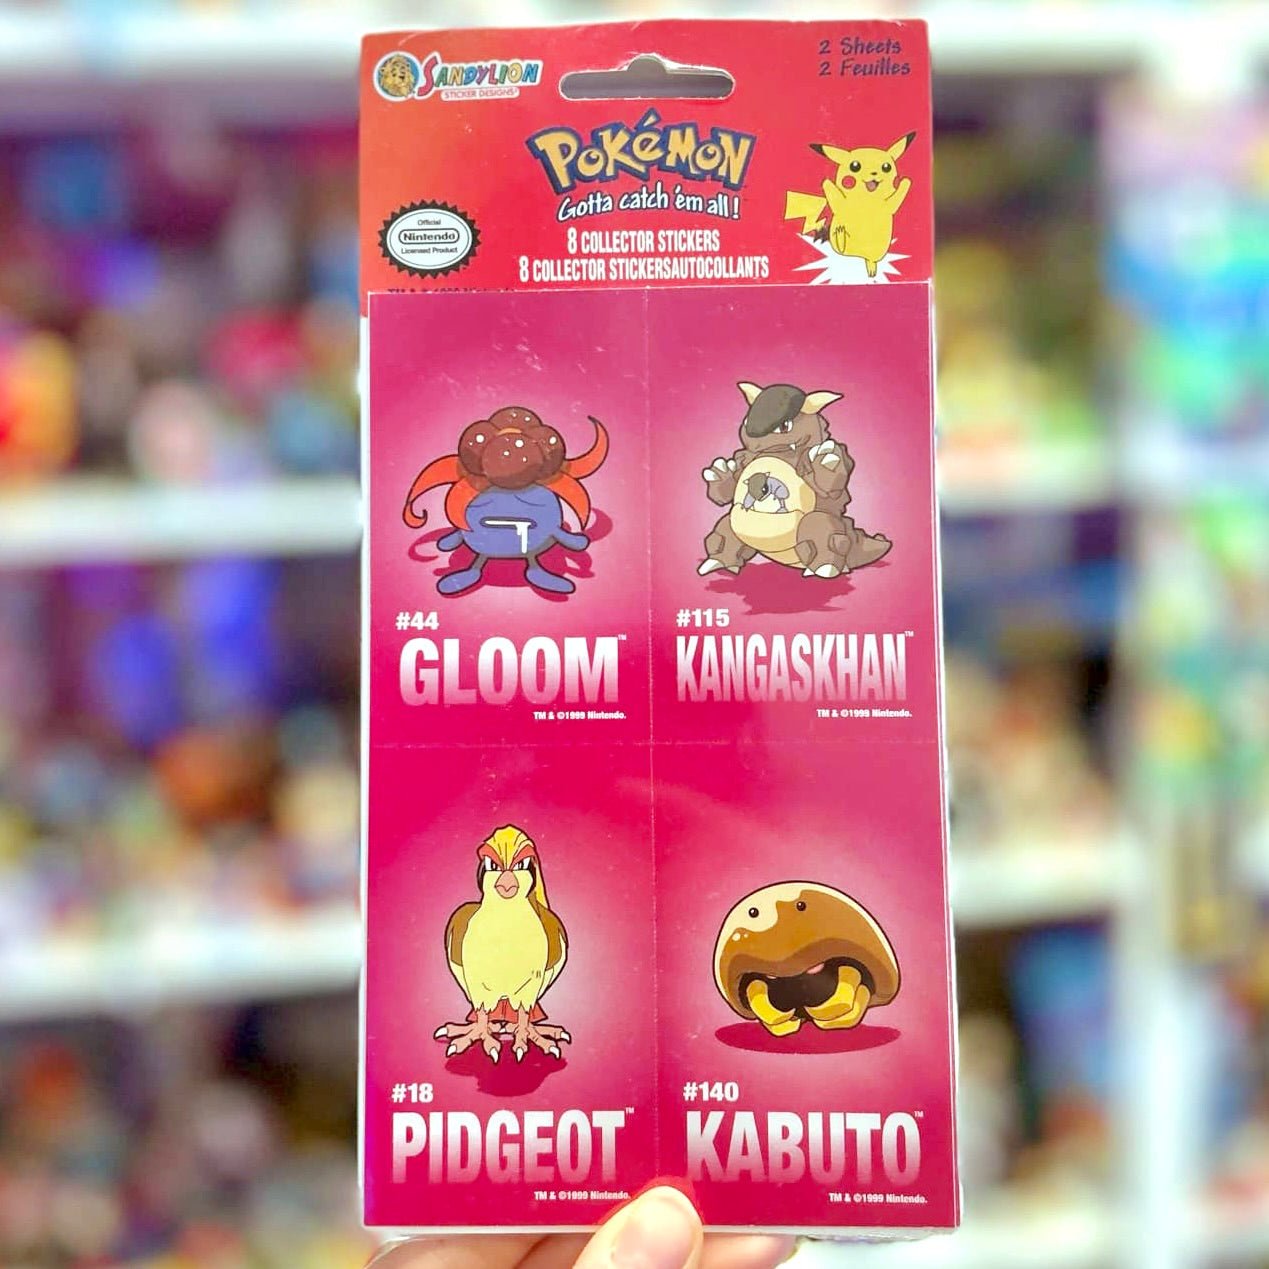 SANDYLION
STICKER DESIGNS
2 Sheets
2 Feuilles
POKéMON
Gotta catch 'em all!
Official
Nintendo
Licensed Product
8 COLLECTOR STICKERS
8 COLLECTOR STICKERSAUTOCOLLANTS
#44
GLOOM™
TM & ©1999 Nintendo.
#115
KANGASKHAN™
TM & ©1999 Nintendo.
#18
PIDGEOT™
TM & ©1999 Nintendo.
#140
KABUTO™
TM & ©1999 Nintendo.